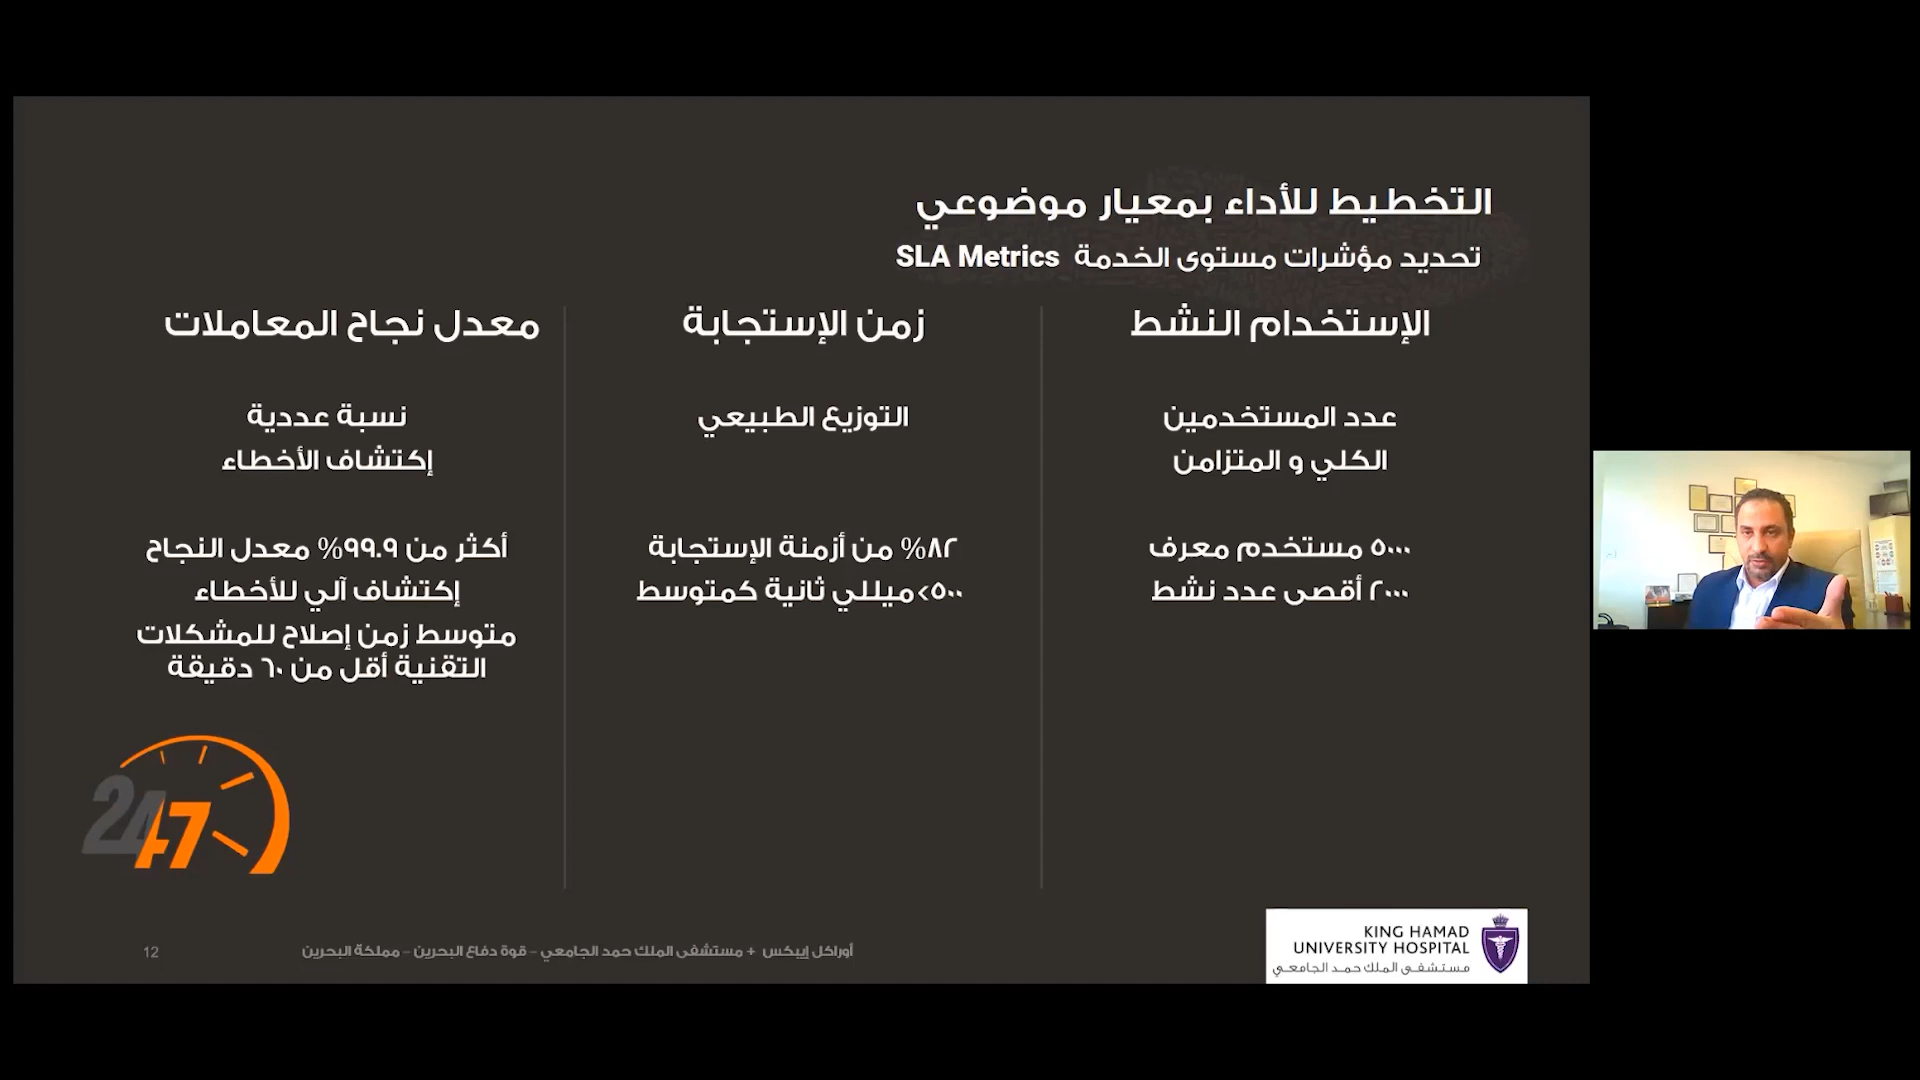 التخطيط للأداء بمعيار موضوعي
تحديد مؤشرات مستوى الخدمة SLA Metrics
الإستخدام النشط
عدد المستخدمين
الكلي و المتزامن
٥٠٠٠ مستخدم معرف
٢٠٠٠ أقصى عدد نشط
زمن الإستجابة
التوزيع الطبيعي
٨٢% من أزمنة الإستجابة
<٥٠٠ ميللي ثانية كمتوسط
معدل نجاح المعاملات
نسبة عددية
إكتشاف الأخطاء
أكثر من ٩٩.٩% معدل النجاح
إكتشاف آلي للأخطاء
متوسط زمن إصلاح للمشكلات
التقنية أقل من ٦٠ دقيقة
24/7
KING HAMAD
UNIVERSITY HOSPITAL
مستشفى الملك حمد الجامعي
أوراكل إيبكس + مستشفى الملك حمد الجامعي – قوة دفاع البحرين – مملكة البحرين
12